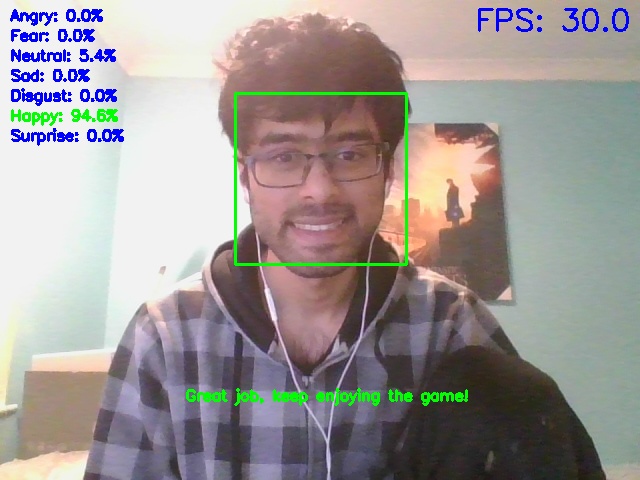 Angry: 0.0%
Fear: 0.0%
Neutral: 5.4%
Sad: 0.0%
Disgust: 0.0%
Happy: 94.6%
Surprise: 0.0%
FPS: 30.0
Great job, keep enjoying the game!